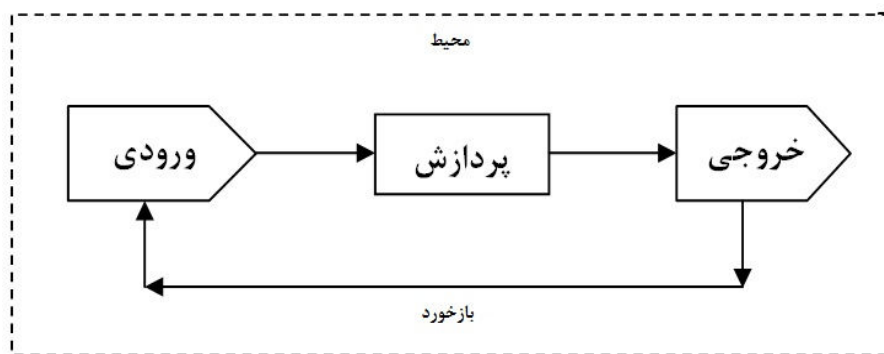 محیط
ورودی
پردازش
خروجی
بازخورد